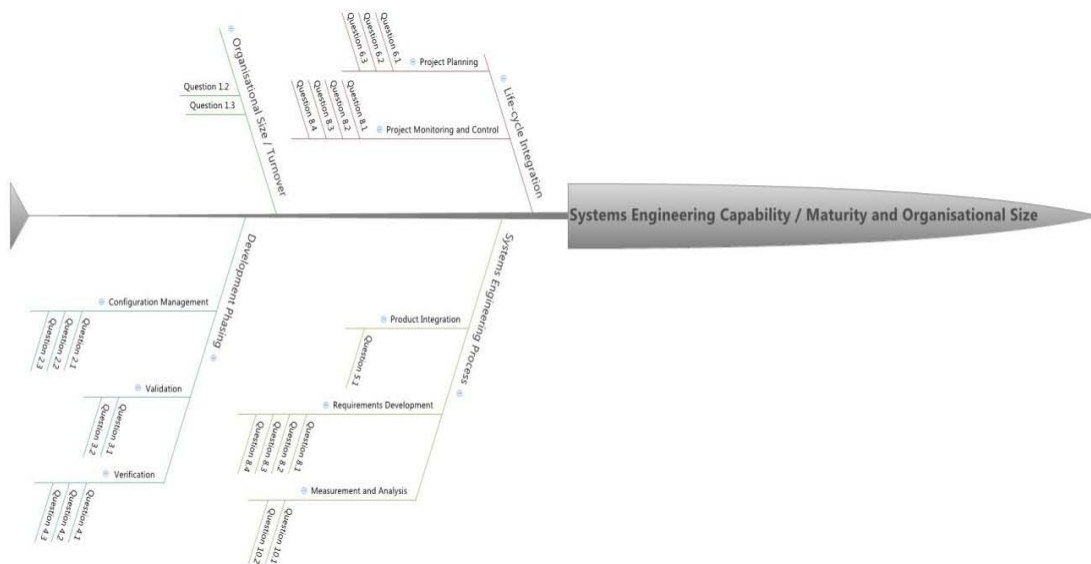 Organisational Size / Turnover
Question 1.2
Question 1.3
Life-cycle Integration
Project Planning
Question 6.1
Question 6.2
Question 6.3
Project Monitoring and Control
Question 8.1
Question 8.2
Question 8.3
Question 8.4
Systems Engineering Capability / Maturity and Organisational Size
Development Phasing
Configuration Management
Question 2.1
Question 2.2
Question 2.3
Validation
Question 3.1
Question 3.2
Verification
Question 4.1
Question 4.2
Question 4.3
Systems Engineering Process
Product Integration
Question 5.1
Requirements Development
Question 8.1
Question 8.2
Question 8.3
Question 8.4
Measurement and Analysis
Question 10.1
Question 10.2